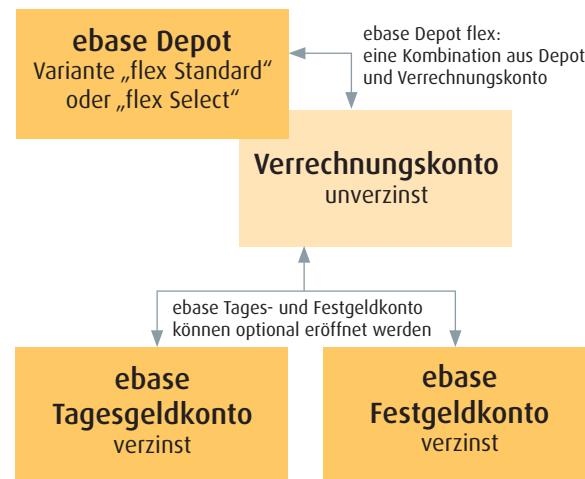 ebase Depot
Variante „flex Standard“
oder „flex Select“
ebase Depot flex:
eine Kombination aus Depot
und Verrechnungskonto
Verrechnungskonto
unverzinst
ebase Tages- und Festgeldkonto
können optional eröffnet werden
ebase
Tagesgeldkonto
verzinst
ebase
Festgeldkonto
verzinst